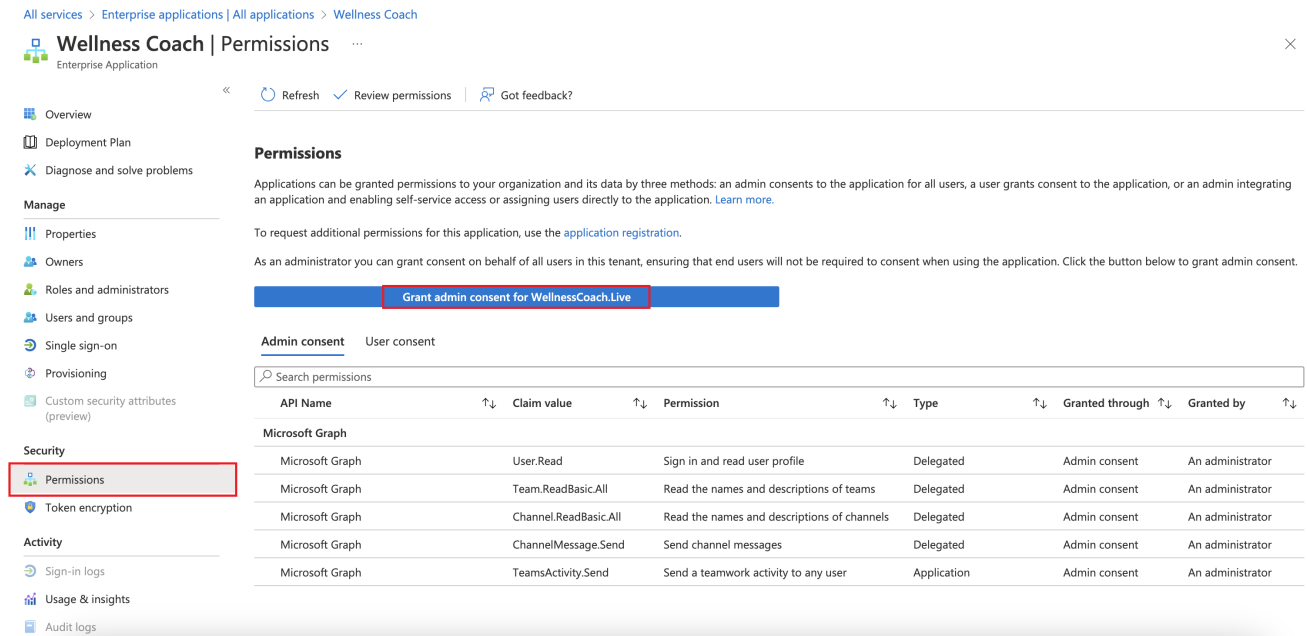 All services > Enterprise applications | All applications > Wellness Coach
Wellness Coach | Permissions ...
Enterprise Application
«
Refresh
Review permissions
Got feedback?
Overview
Deployment Plan
Diagnose and solve problems
Manage
Properties
Owners
Roles and administrators
Users and groups
Single sign-on
Provisioning
Custom security attributes
(preview)
Security
Permissions
Token encryption
Activity
Sign-in logs
Usage & insights
Audit logs
Permissions
Applications can be granted permissions to your organization and its data by three methods: an admin consents to the application for all users, a user grants consent to the application, or an admin integrating
an application and enabling self-service access or assigning users directly to the application. Learn more.
To request additional permissions for this application, use the application registration.
As an administrator you can grant consent on behalf of all users in this tenant, ensuring that end users will not be required to consent when using the application. Click the button below to grant admin consent.
Grant admin consent for WellnessCoach.Live
Admin consent User consent
Search permissions
API Name Claim value Permission Type Granted through Granted by
Microsoft Graph
Microsoft Graph User.Read Sign in and read user profile Delegated Admin consent An administrator
Microsoft Graph Team.ReadBasic.All Read the names and descriptions of teams Delegated Admin consent An administrator
Microsoft Graph Channel.ReadBasic.All Read the names and descriptions of channels Delegated Admin consent An administrator
Microsoft Graph ChannelMessage.Send Send channel messages Delegated Admin consent An administrator
Microsoft Graph TeamsActivity.Send Send a teamwork activity to any user Application Admin consent An administrator